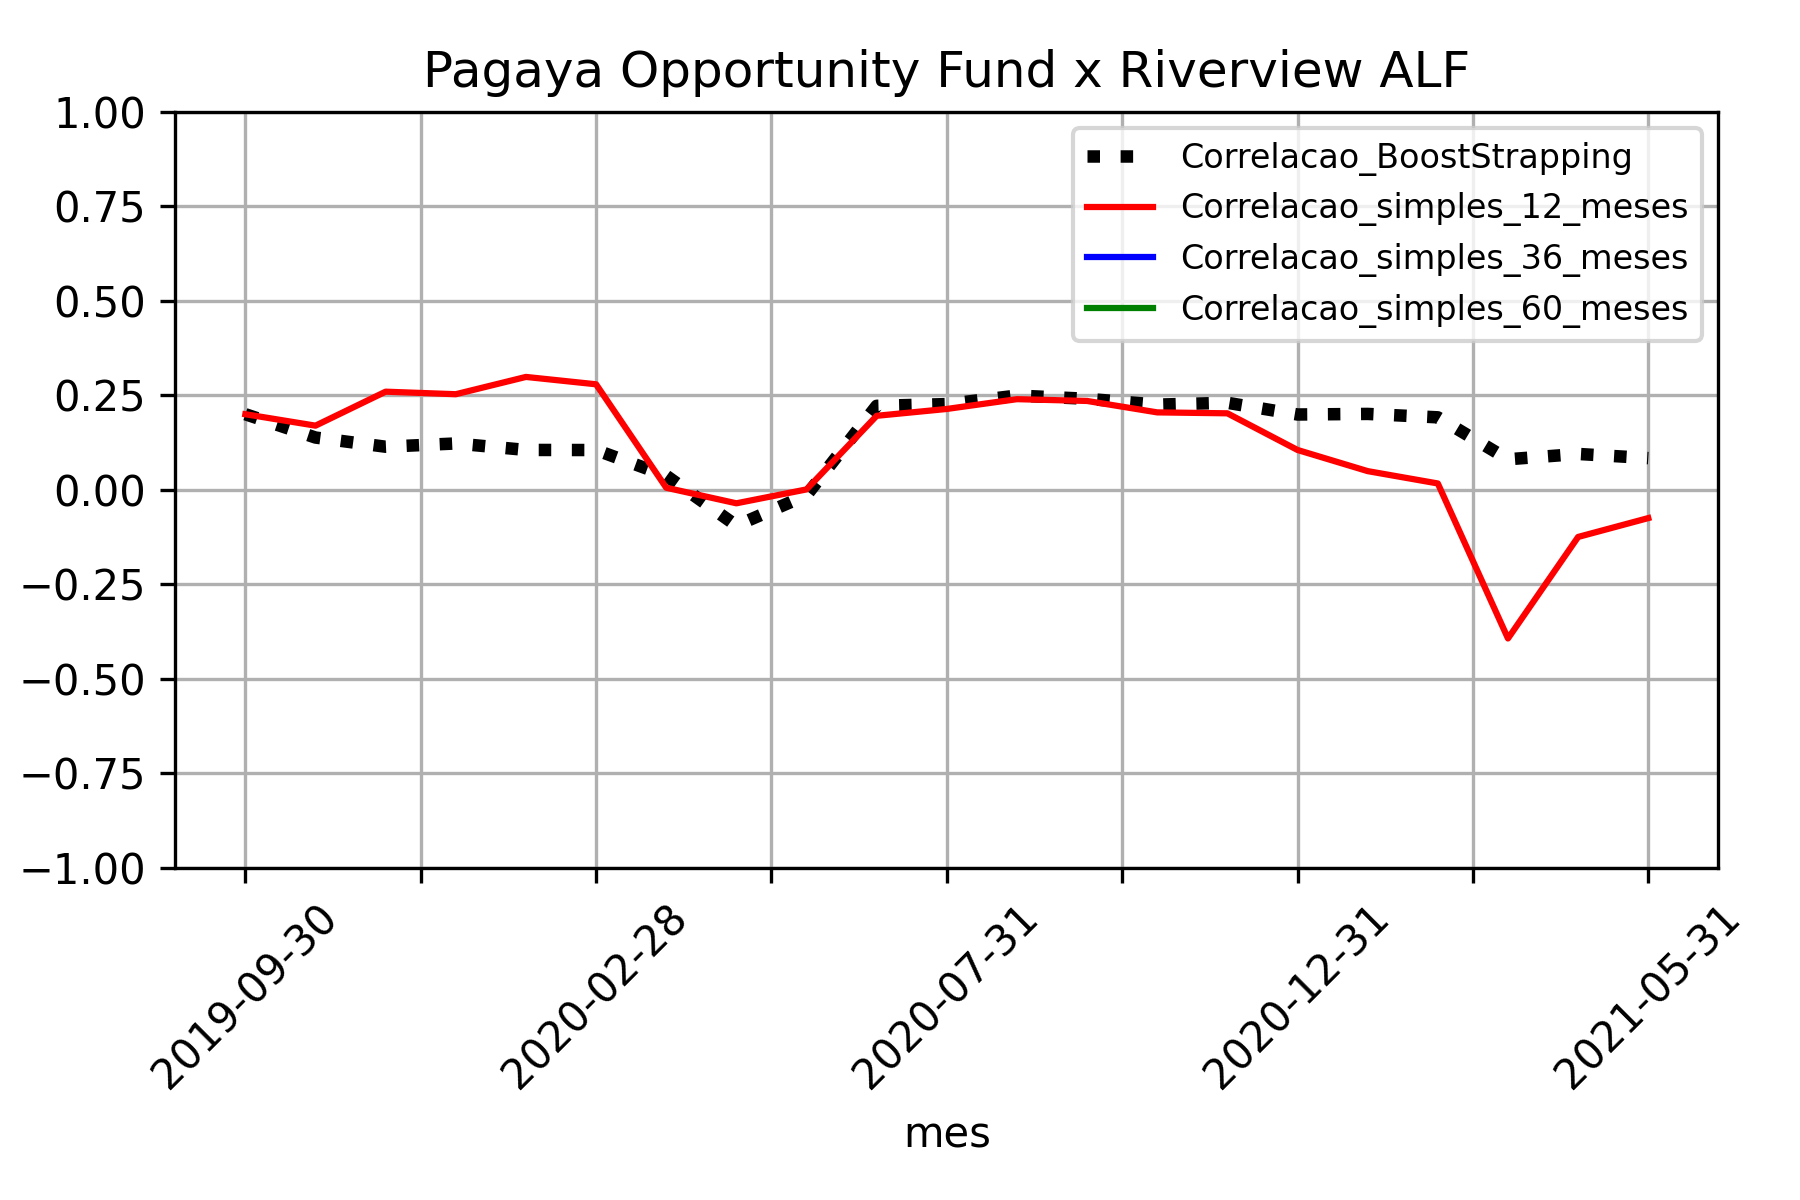 Pagaya Opportunity Fund x Riverview ALF
1.00
0.75
0.50
0.25
0.00
−0.25
−0.50
−0.75
−1.00
Correlacao_BoostStrapping
Correlacao_simples_12_meses
Correlacao_simples_36_meses
Correlacao_simples_60_meses
2019-09-30
2020-02-28
2020-07-31
2020-12-31
2021-05-31
mes